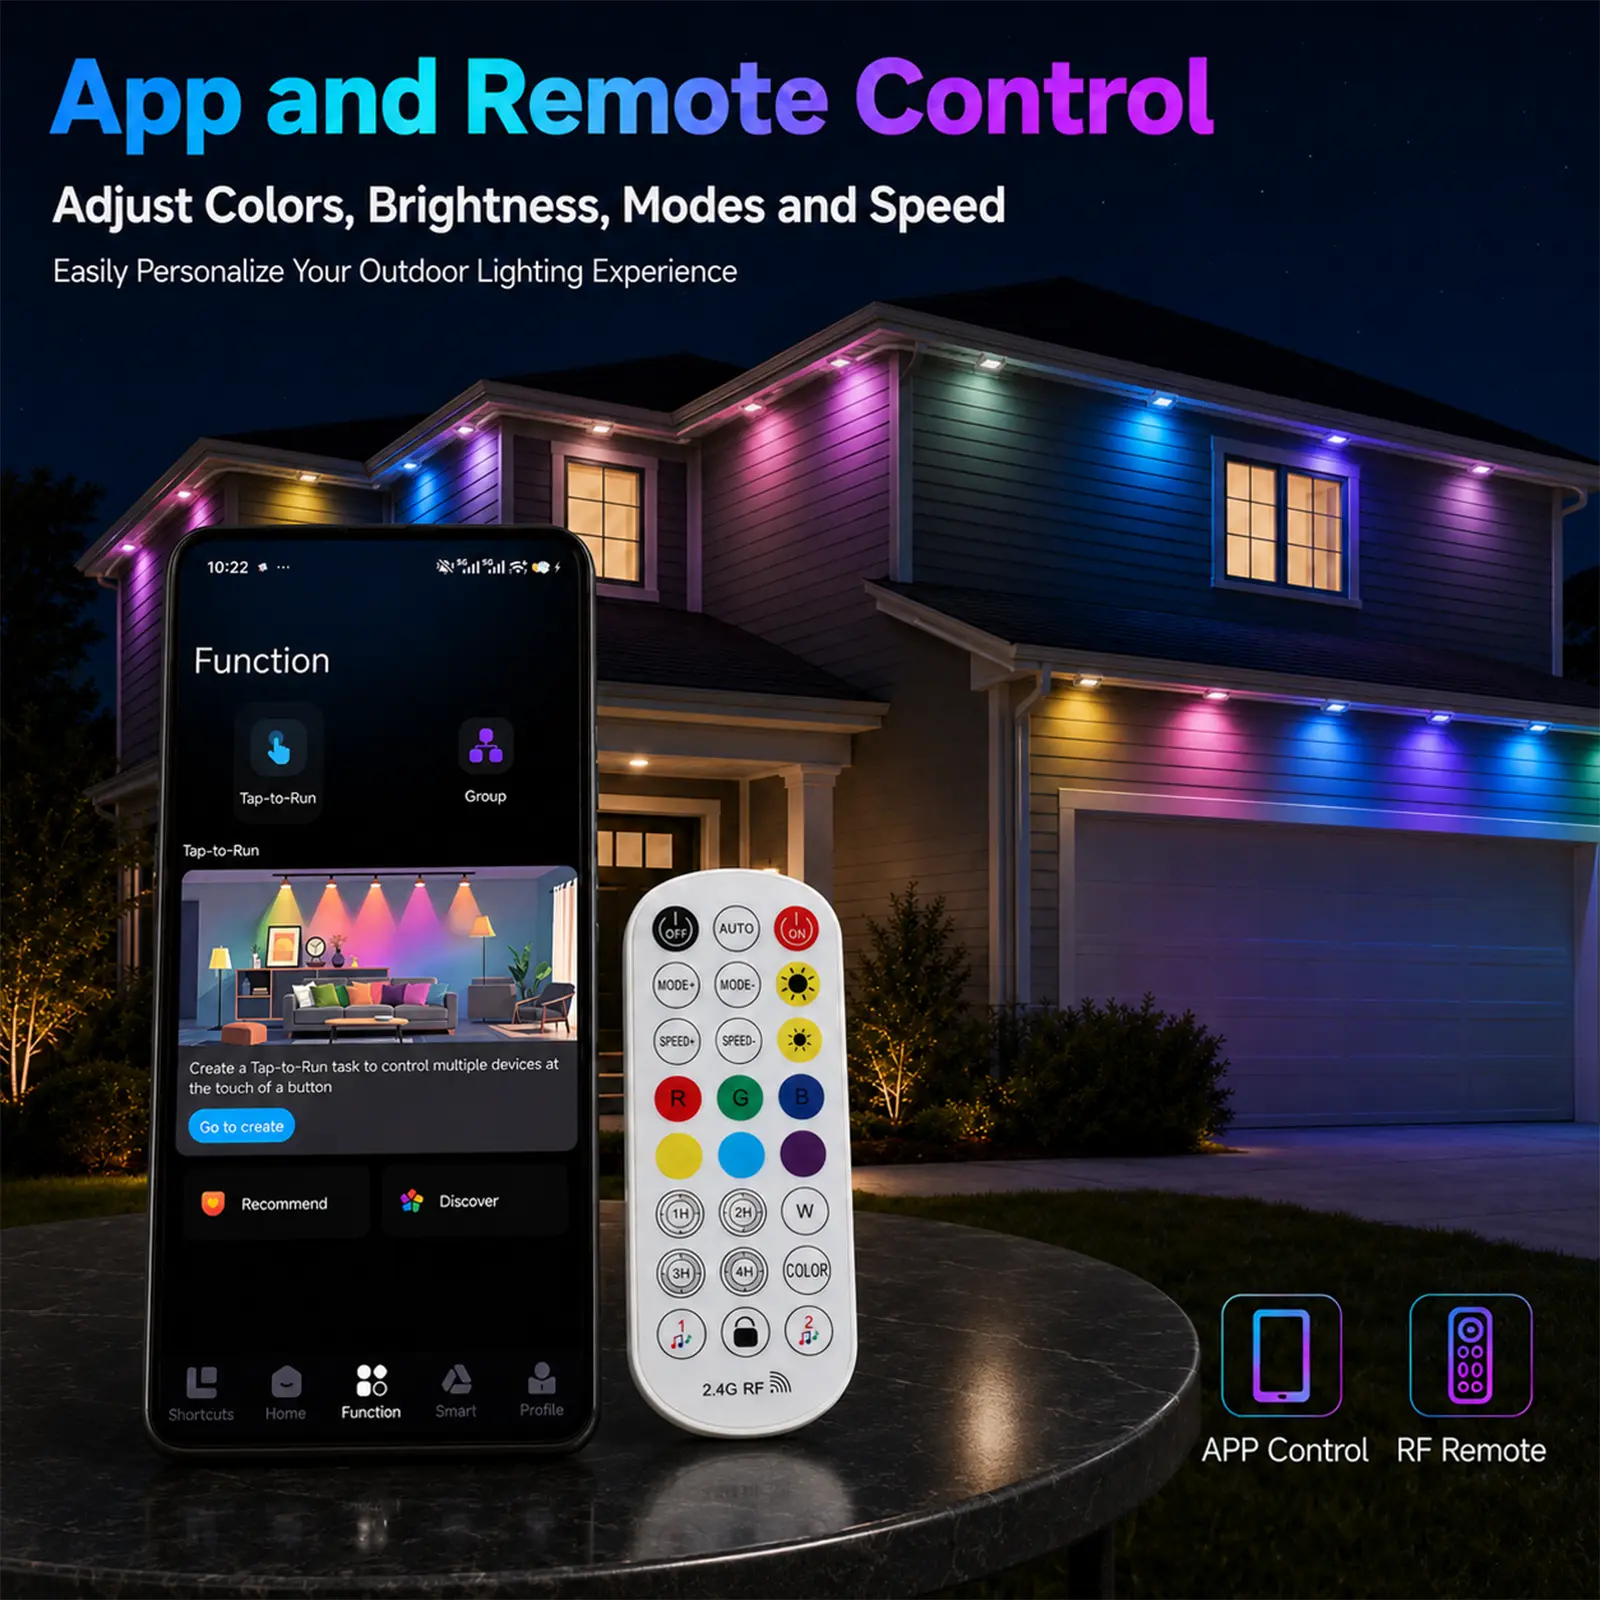 App and Remote Control
Adjust Colors, Brightness, Modes and Speed
Easily Personalize Your Outdoor Lighting Experience
10:22
5G 5G
Function
Tap-to-Run
Group
Tap-to-Run
Create a Tap-to-Run task to control multiple devices at
the touch of a button
Go to create
Recommend
Discover
Shortcuts
Home
Function
Smart
Profile
OFF
AUTO
ON
MODE+
MODE-
SPEED+
SPEED-
R
G
B
1H
2H
W
3H
4H
COLOR
1
2
2.4G RF
APP Control
RF Remote